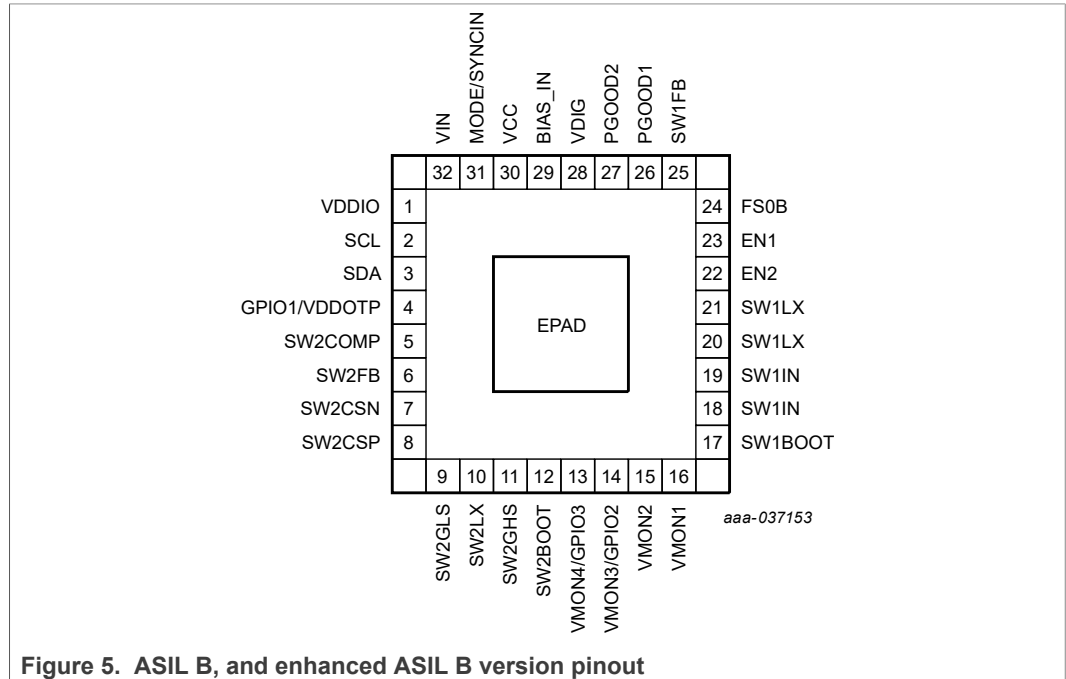 VIN
MODE/SYNCIN
VCC
BIAS_IN
VDIG
PGOOD2
PGOOD1
SW1FB
32 31 30 29 28 27 26 25
VDDIO 1
SCL 2
SDA 3
GPIO1/VDDOTP 4
SW2COMP 5
SW2FB 6
SW2CSN 7
SW2CSP 8
EPAD
24 FS0B
23 EN1
22 EN2
21 SW1LX
20 SW1LX
19 SW1IN
18 SW1IN
17 SW1BOOT
9 10 11 12 13 14 15 16
SW2GLS
SW2LX
SW2GHS
SW2BOOT
VMON4/GPIO3
VMON3/GPIO2
VMON2
VMON1
aaa-037153
Figure 5. ASIL B, and enhanced ASIL B version pinout